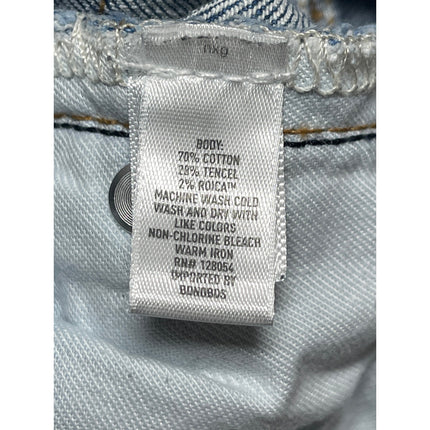 BODY:
70% COTTON
28% TENCEL
2% ROICA™
MACHINE WASH COLD
WASH AND DRY WITH
LIKE COLORS
NON-CHLORINE BLEACH
WARM IRON
RN# 128054
IMPORTED BY
BONOBOS